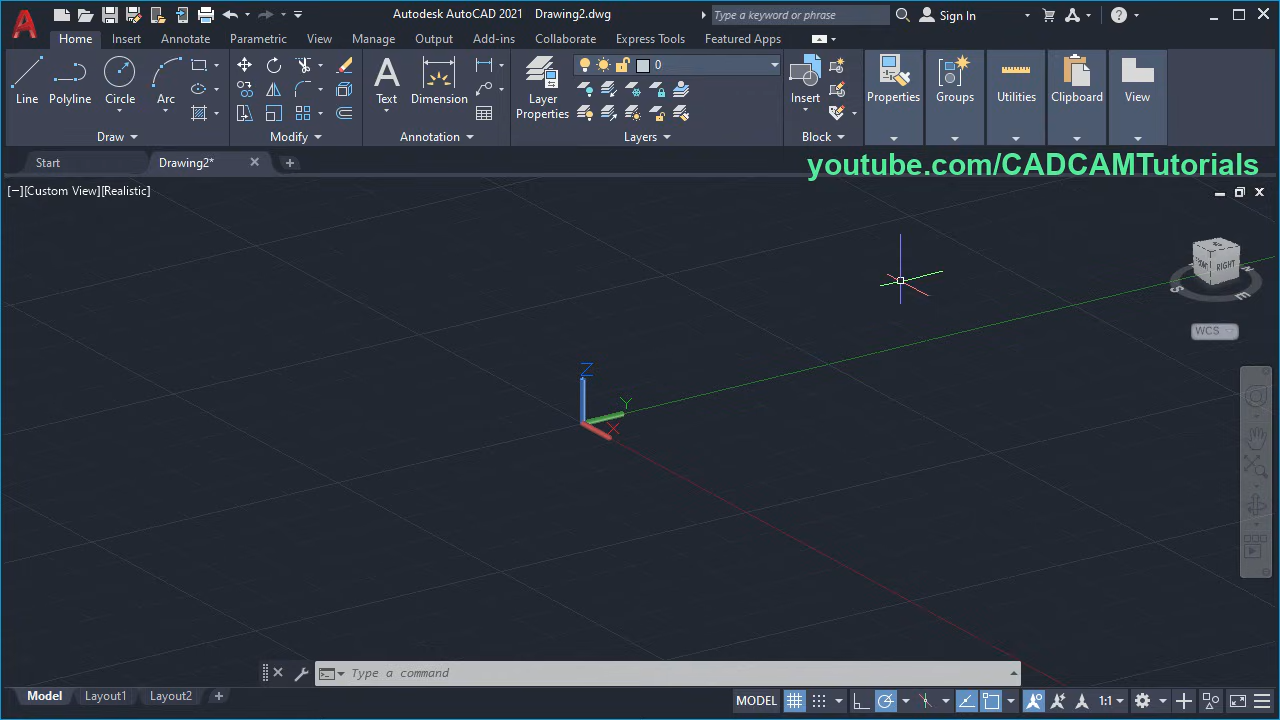 A
Autodesk AutoCAD 2021 Drawing2.dwg
Type a keyword or phrase
Sign In
?
Home Insert Annotate Parametric View Manage Output Add-ins Collaborate Express Tools Featured Apps
Line
Polyline
Circle
Arc
Text
Dimension
Layer
Properties
0
Insert
Properties
Groups
Utilities
Clipboard
View
Draw
Modify
Annotation
Layers
Block
Start
Drawing2*
youtube.com/CADCAMTutorials
[−][Custom View][Realistic]
RIGHT
S
E
WCS
Z
Y
X
Type a command
Model Layout1 Layout2 +
MODEL
1:1